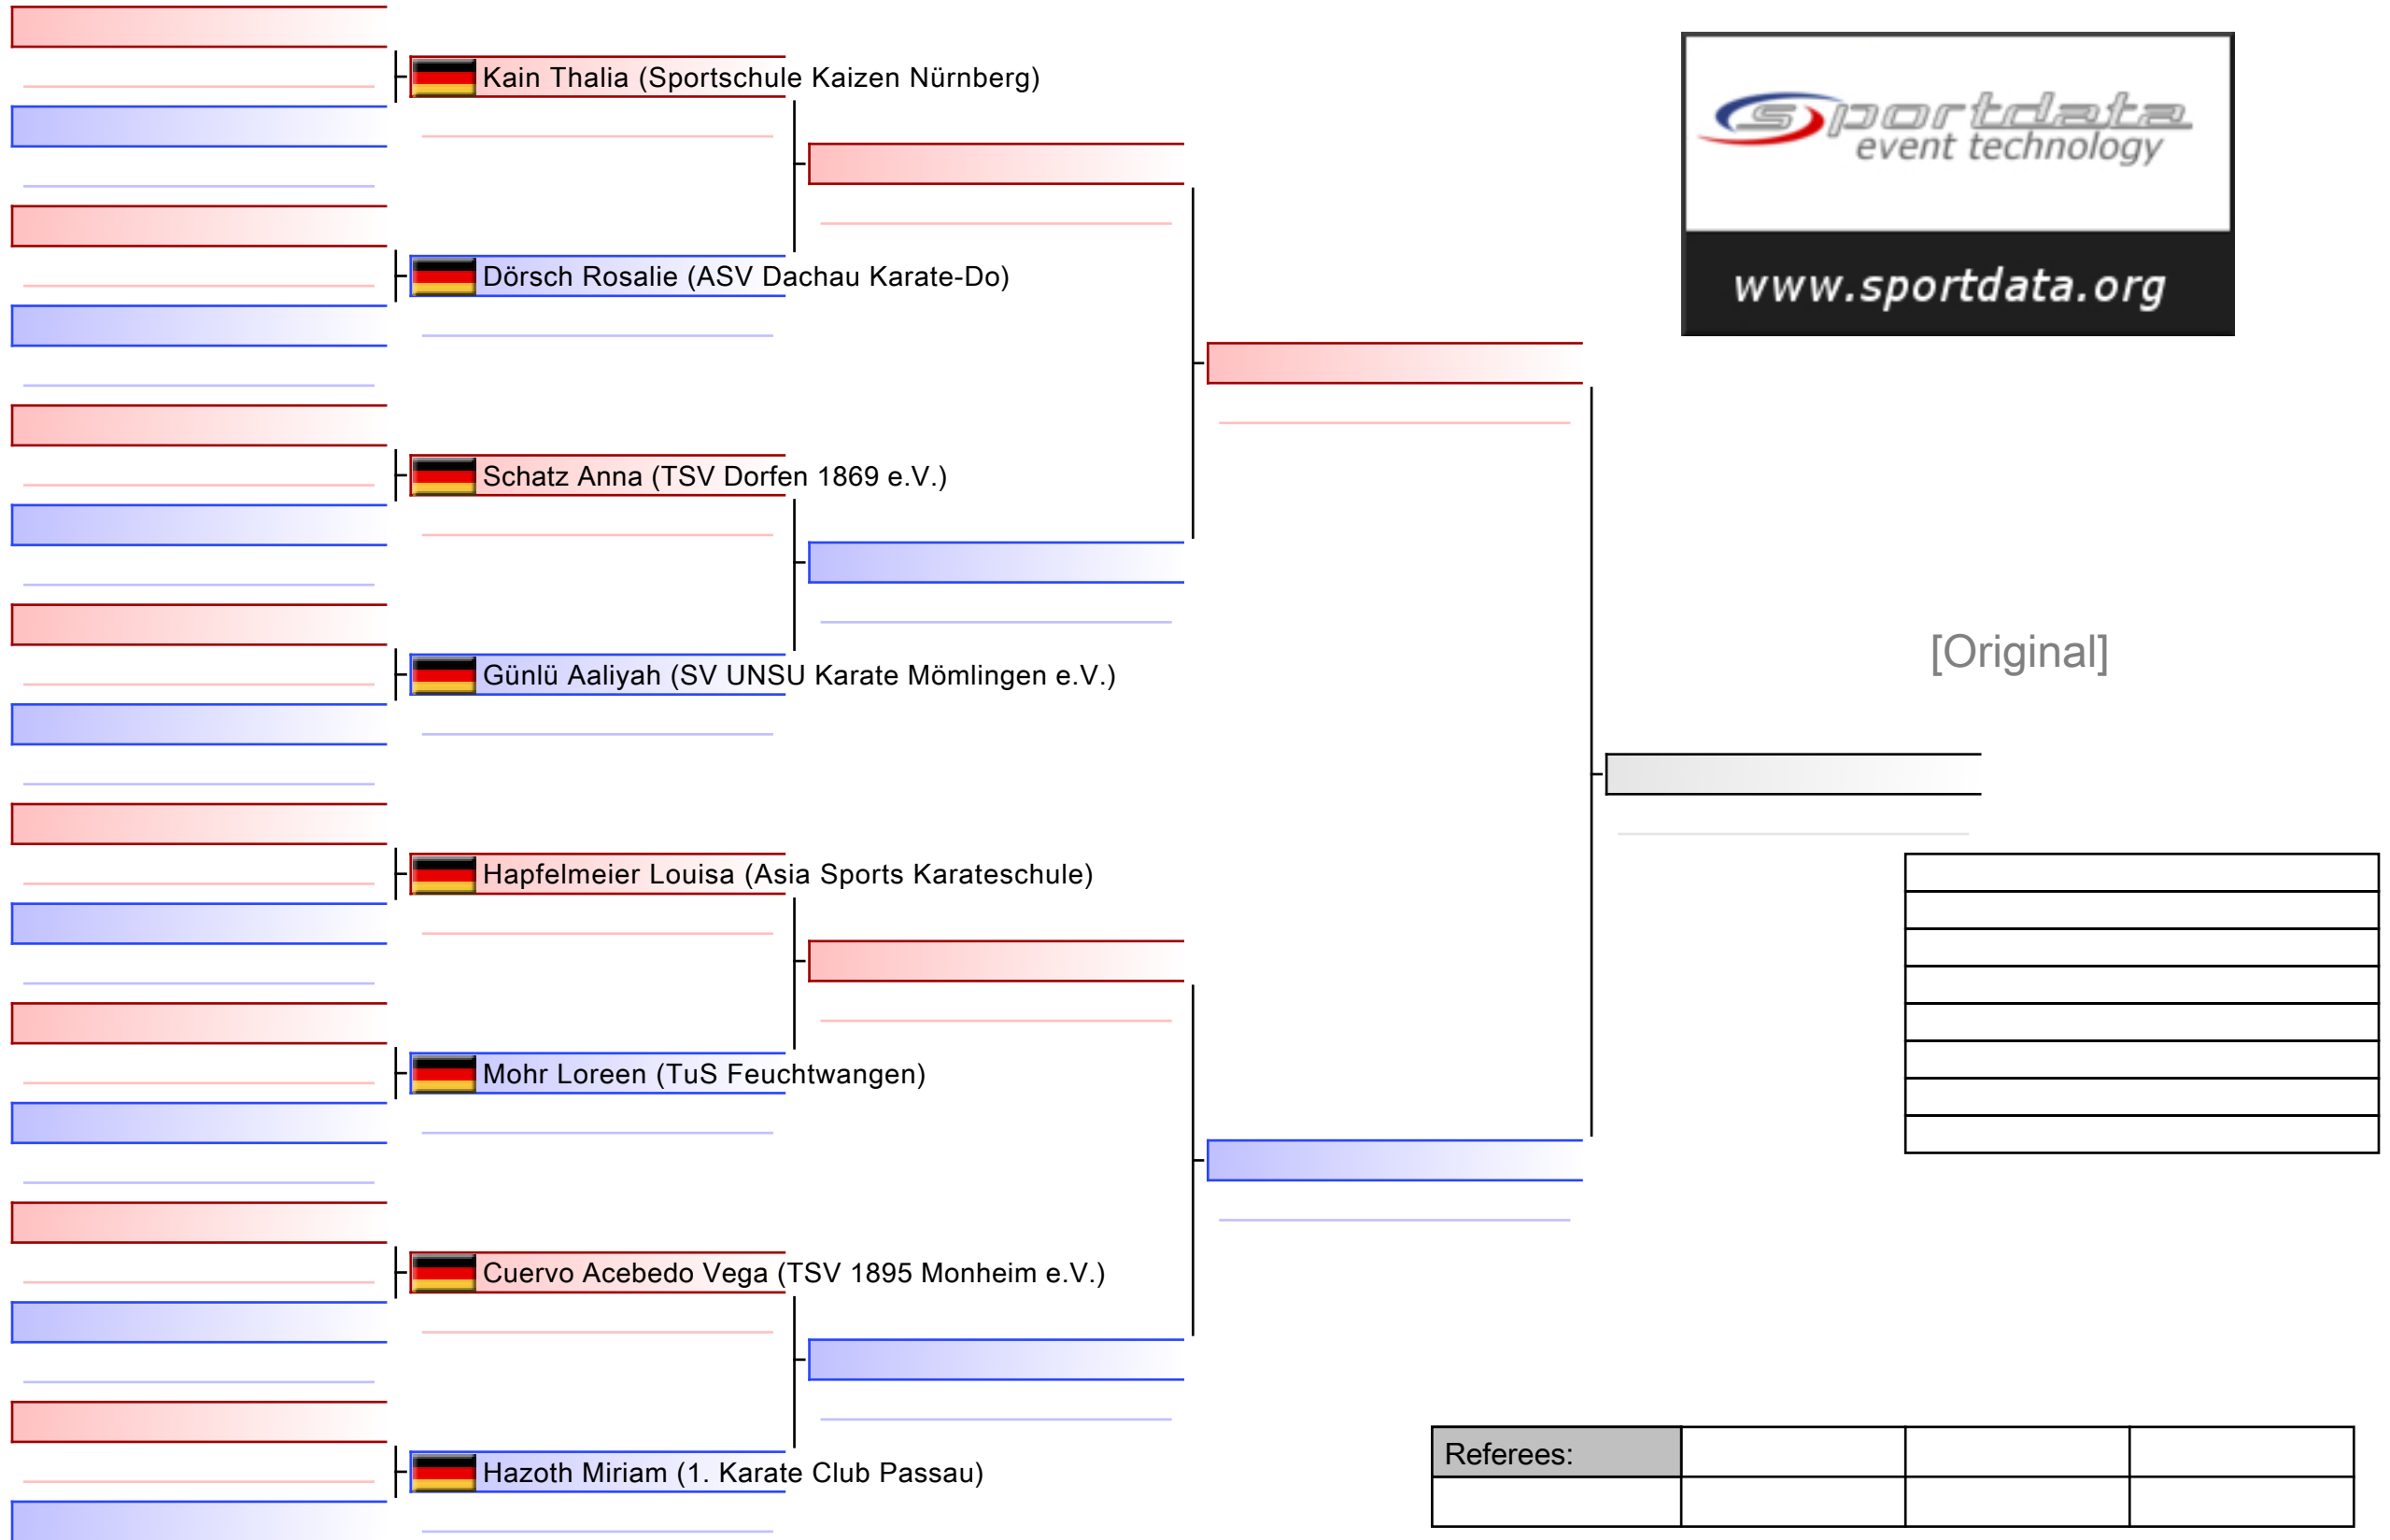 Kain Thalia (Sportschule Kaizen Nürnberg)
Dörsch Rosalie (ASV Dachau Karate-Do)
Schatz Anna (TSV Dorfen 1869 e.V.)
Günlü Aaliyah (SV UNSU Karate Mömlingen e.V.)
Hapfelmeier Louisa (Asia Sports Karateschule)
Mohr Loreen (TuS Feuchtwangen)
Cuervo Acebedo Vega (TSV 1895 Monheim e.V.)
Hazoth Miriam (1. Karate Club Passau)
sportdata
event technology
www.sportdata.org
[Original]
Referees: